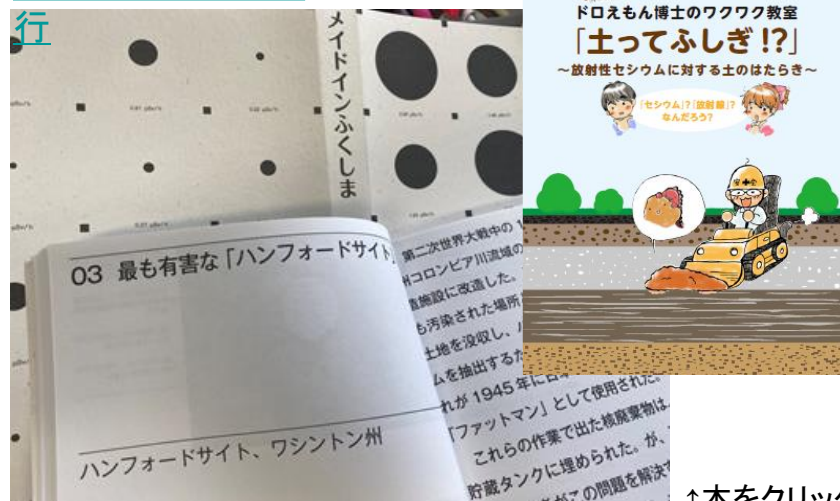 行
メイドインふくしま
03 最も有害な「ハンフォードサイト」
ハンフォードサイト、ワシントン州
第二次世界大戦中の
州コロンビア川流域の
造施設に改造した。
も汚染された場所
土地を没収し、
ムを抽出するた
れが 1945 年に日本
「ファットマン」として使用された。
これらの作業で出た核廃棄物は、
貯蔵タンクに埋められた。が、
がこの問題を解決す
ドロえもん博士のワクワク教室
「土ってふしぎ!?」
~放射性セシウムに対する土のはたらき~
「セシウム」?「放射線」?
なんだろう?
↑本をクリッ